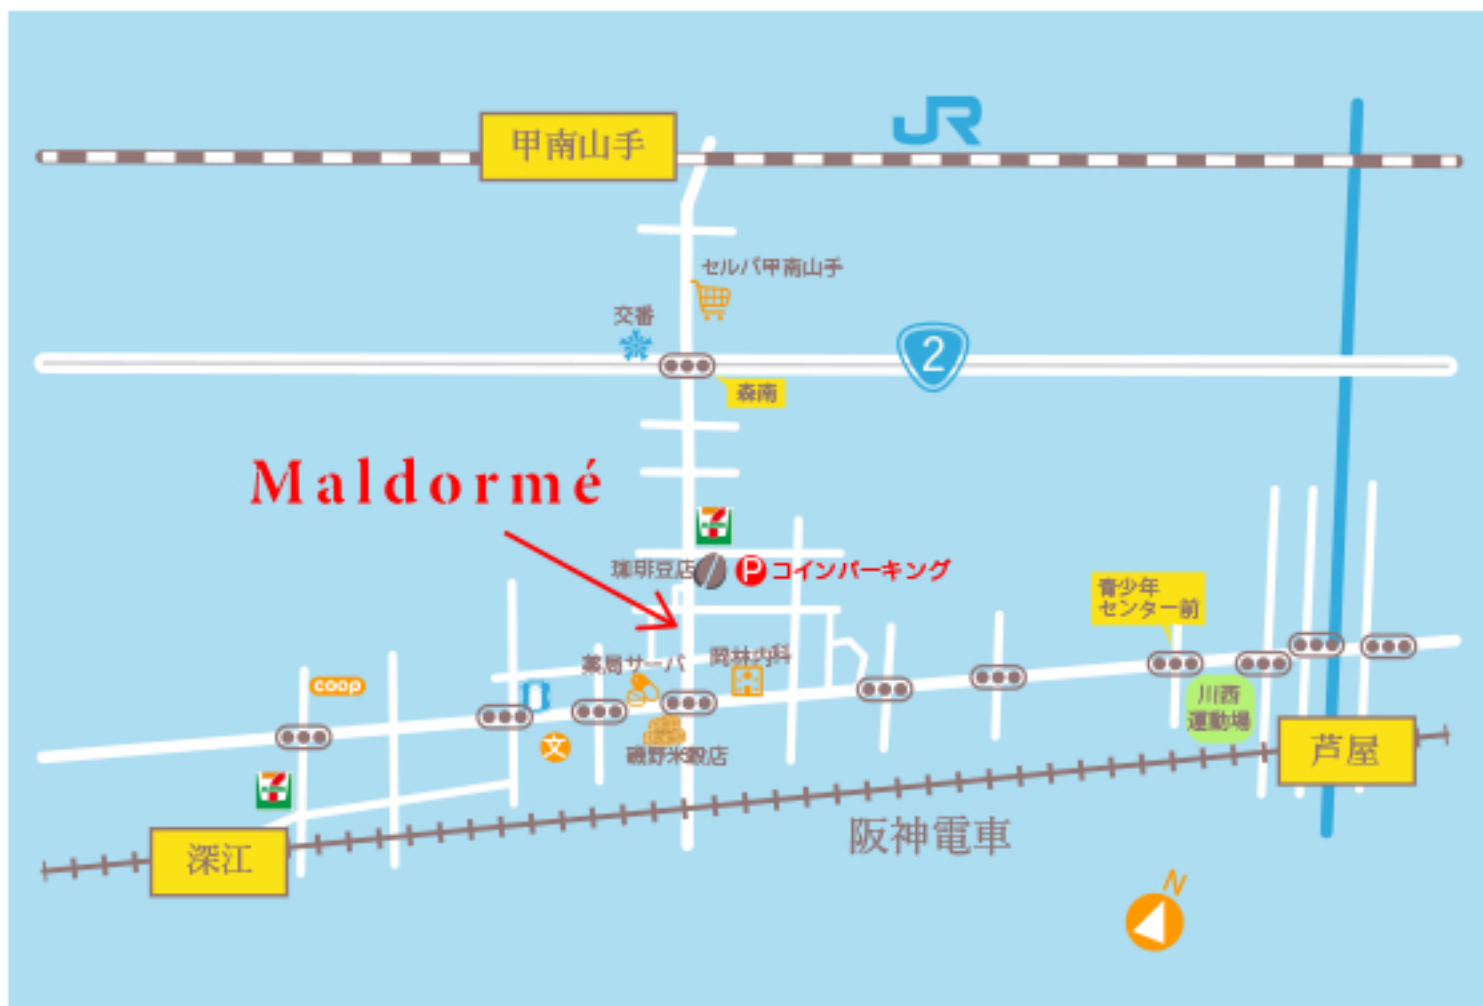 甲南山手
JR
セルバ甲南山手
交番
2
森南
Maldormé
7
珈琲豆店
P
コインパーキング
青少年
センター前
薬局サーバ
岡林内科
coop
川西
運動場
文
磯野米穀店
芦屋
7
阪神電車
深江
N